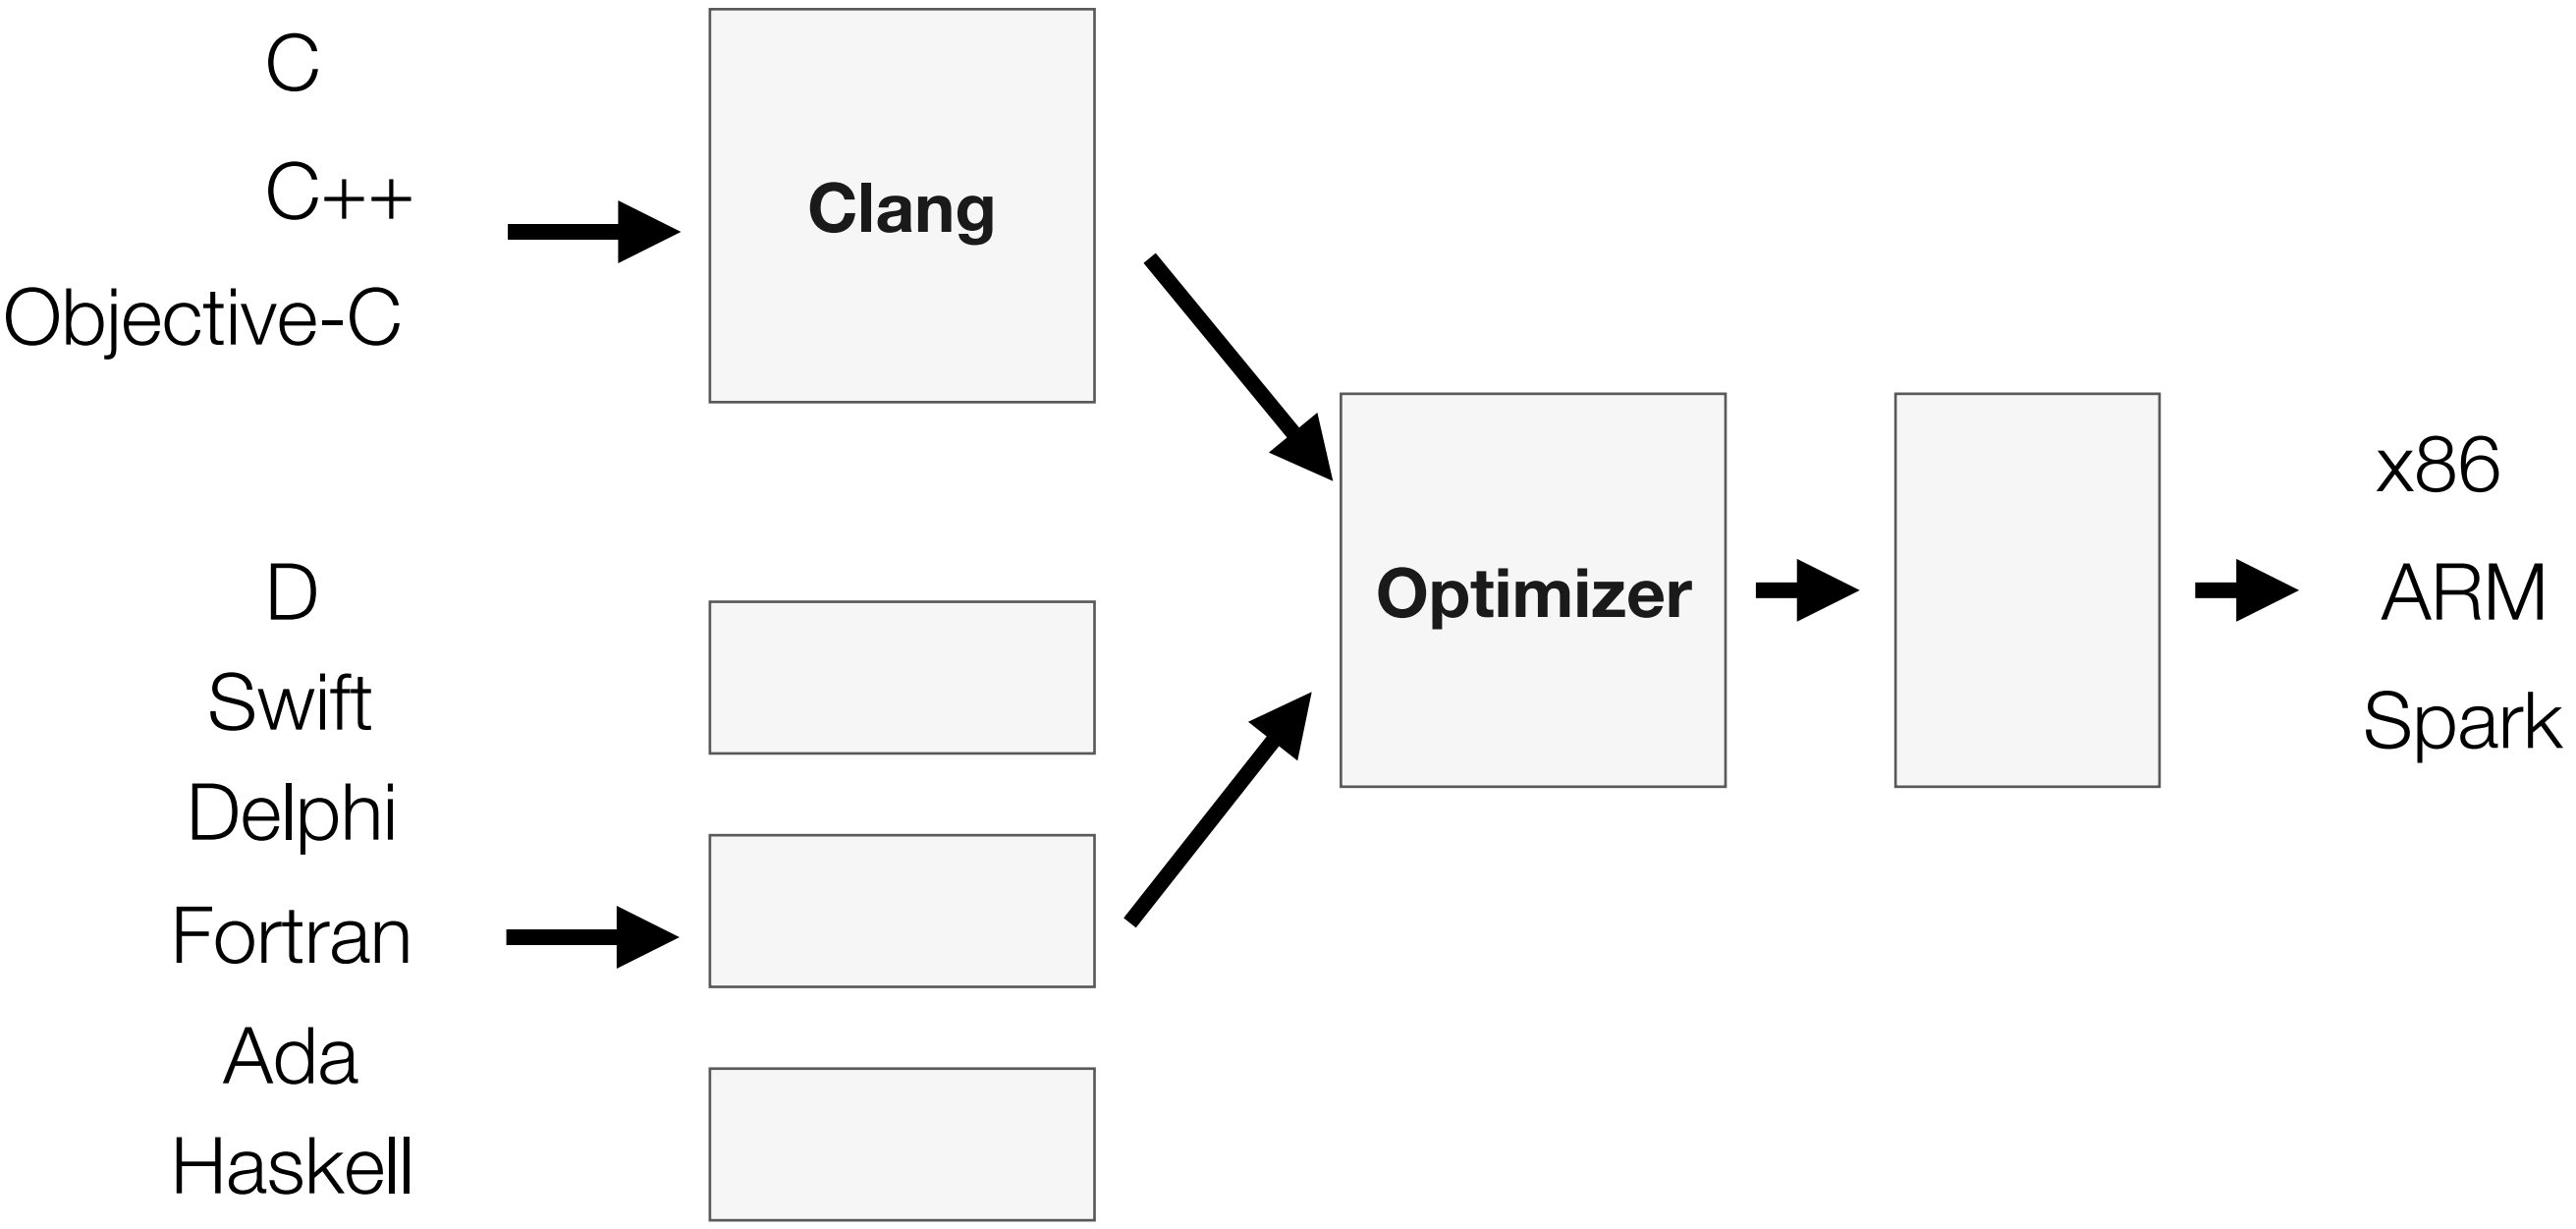 C
C++
Objective-C
Clang
D
Swift
Delphi
Fortran
Ada
Haskell
Optimizer
x86
ARM
Spark